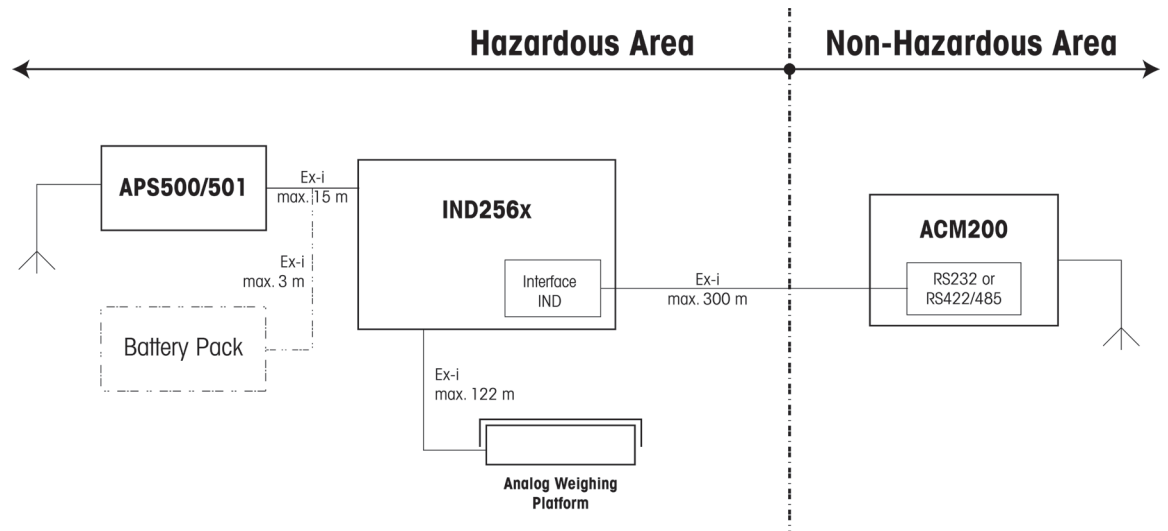 Hazardous Area
Non-Hazardous Area
APS500/501
Ex-i
max. 15 m
IND256x
Ex-i
max. 3 m
Interface
IND
Ex-i
max. 300 m
ACM200
RS232 or
RS422/485
Battery Pack
Ex-i
max. 122 m
Analog Weighing
Platform